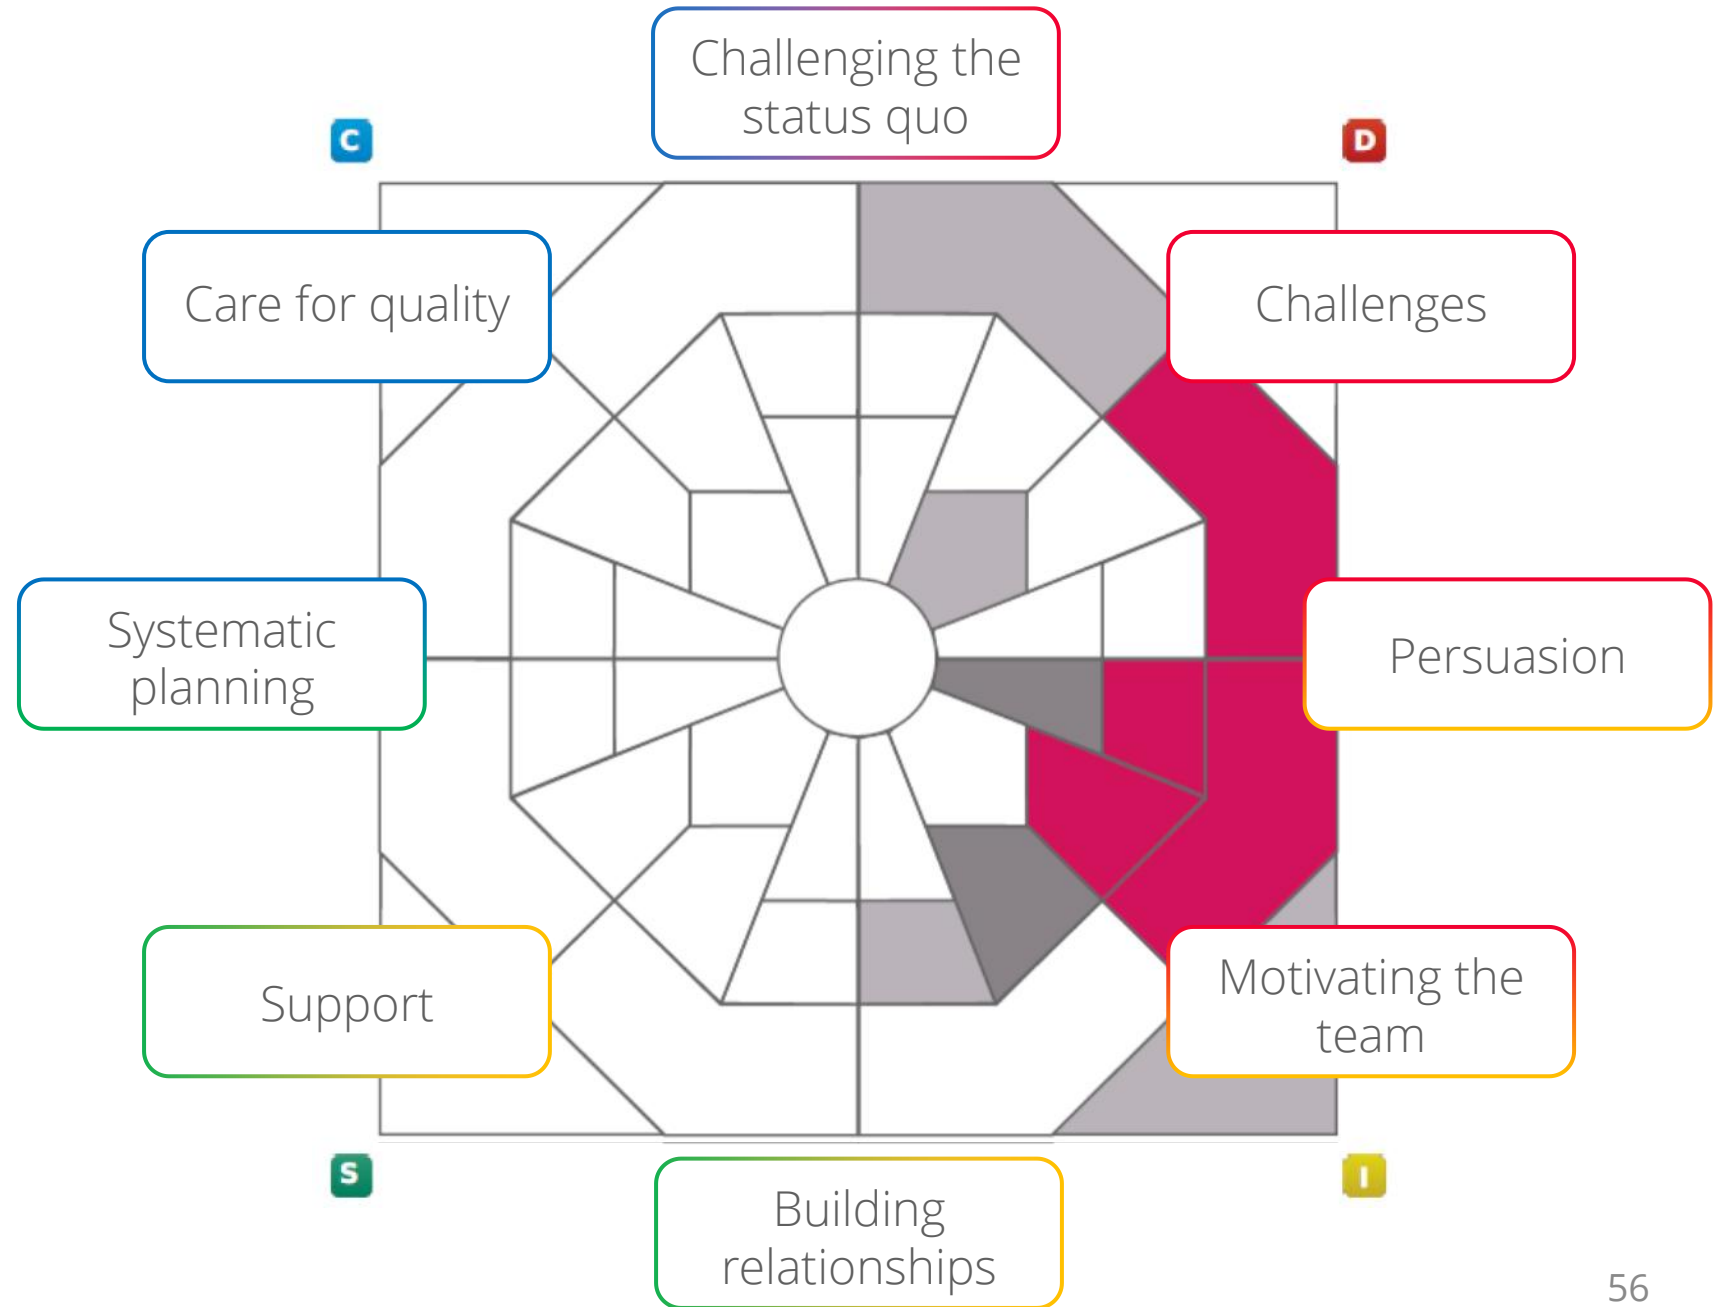 Challenging the
status quo
C
D
Care for quality
Challenges
Systematic
planning
Persuasion
Support
Motivating the
team
S
I
Building
relationships
56